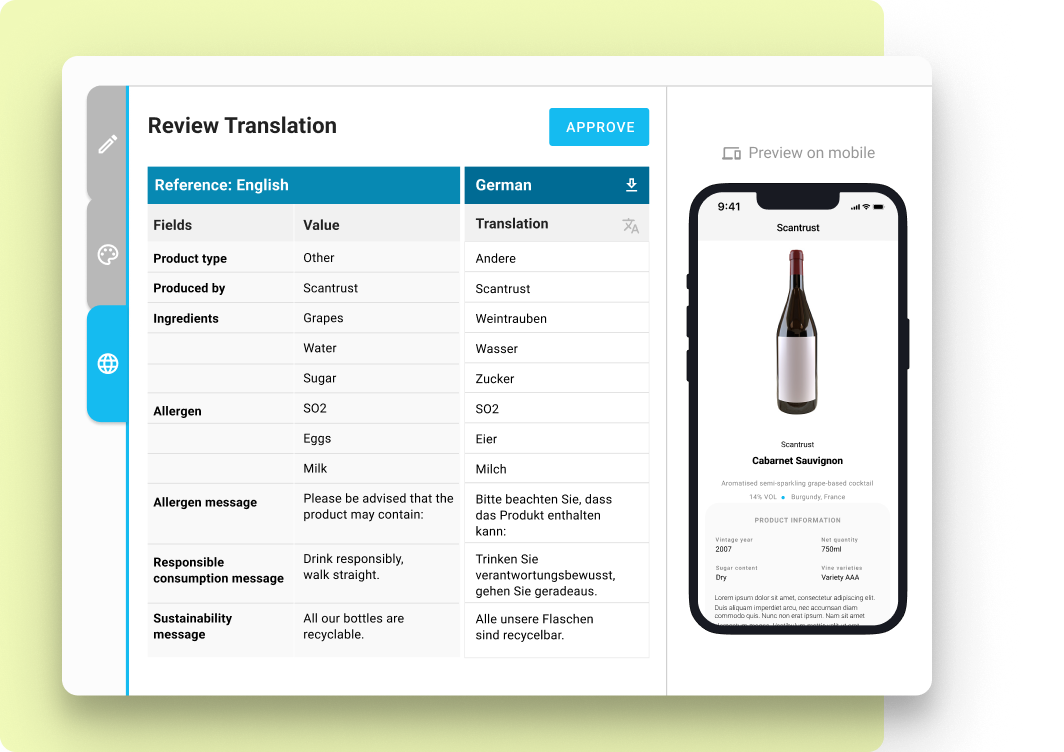 Review Translation
APPROVE
Reference: English
German
Fields
Value
Translation
Product type
Other
Andere
Produced by
Scantrust
Scantrust
Ingredients
Grapes
Weintrauben
Water
Wasser
Sugar
Zucker
Allergen
SO2
SO2
Eggs
Eier
Milk
Milch
Allergen message
Please be advised that the
product may contain:
Bitte beachten Sie, dass
das Produkt enthalten
kann:
Responsible
consumption message
Drink responsibly,
walk straight.
Trinken Sie
verantwortungsbewusst,
gehen Sie geradeaus.
Sustainability
message
All our bottles are
recyclable.
Alle unsere Flaschen
sind recycelbar.
Preview on mobile
9:41
Scantrust
Scantrust
Cabarnet Sauvignon
Aromatised semi-sparkling grape-based cocktail
14% VOL
Burgundy, France
PRODUCT INFORMATION
Vintage year
Net quantity
2007
750ml
Sugar content
Vine varieties
Dry
Variety AAA
Lorem ipsum dolor sit amet, consectetur adipiscing elit.
Duis aliquam imperdiet arcu, nec accumsan diam
commodo quis. Nunc non erat ipsum. Nam sit amet